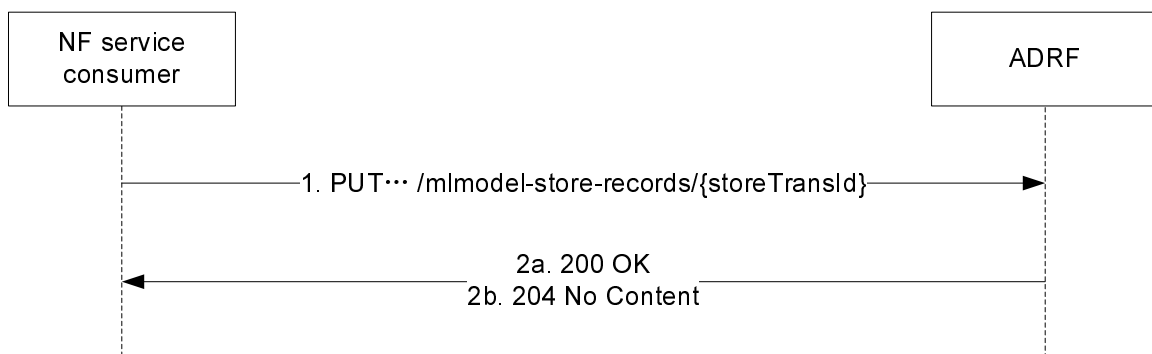 NF service
consumer
ADRF
1. PUT··· /mlmodel-store-records/{storeTransId}
2a. 200 OK
2b. 204 No Content